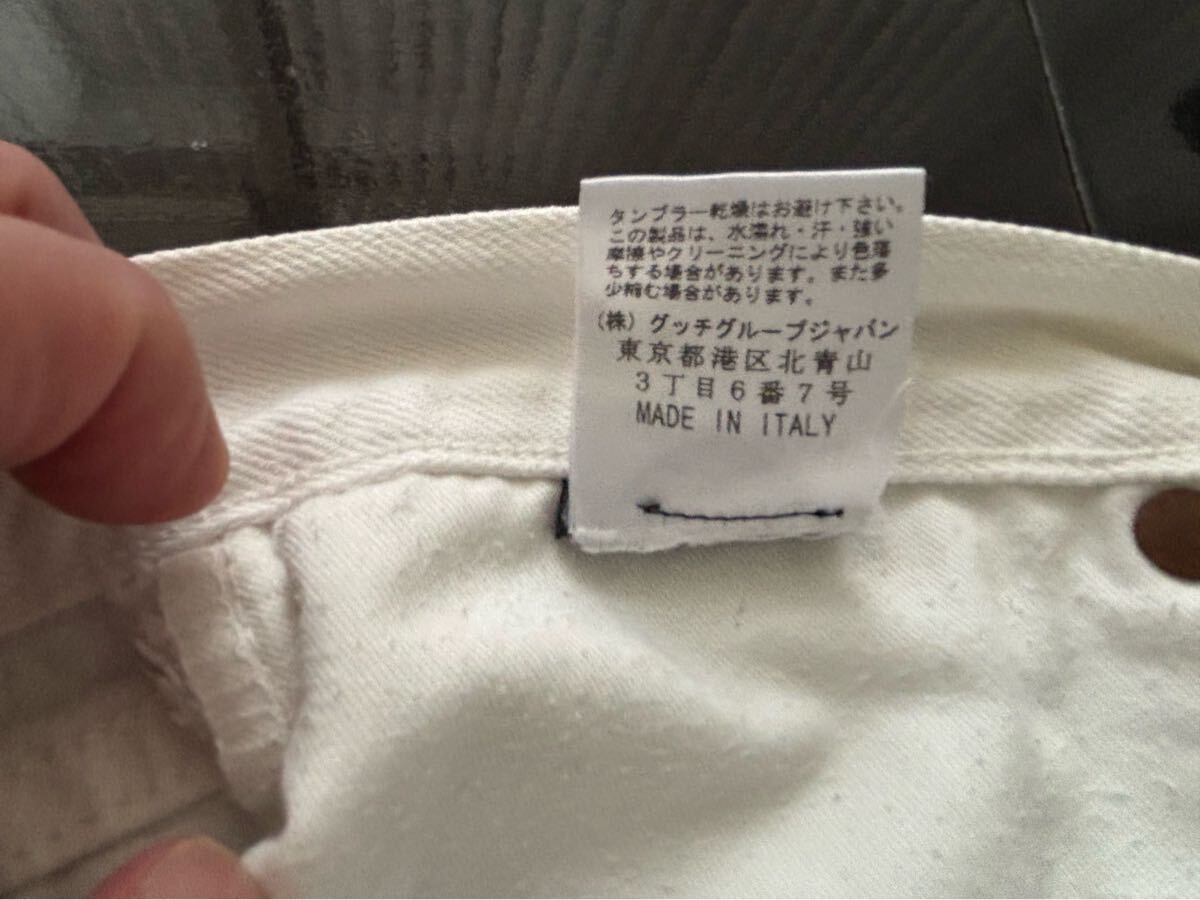 タンブラー乾燥はお避け下さい。
この製品は、水濡れ・汗・強い
摩擦やクリーニングにより色落
ちする場合があります。また多
少縮む場合があります。
(株)グッチグループジャパン
東京都港区北青山
3丁目6番7号
MADE IN ITALY